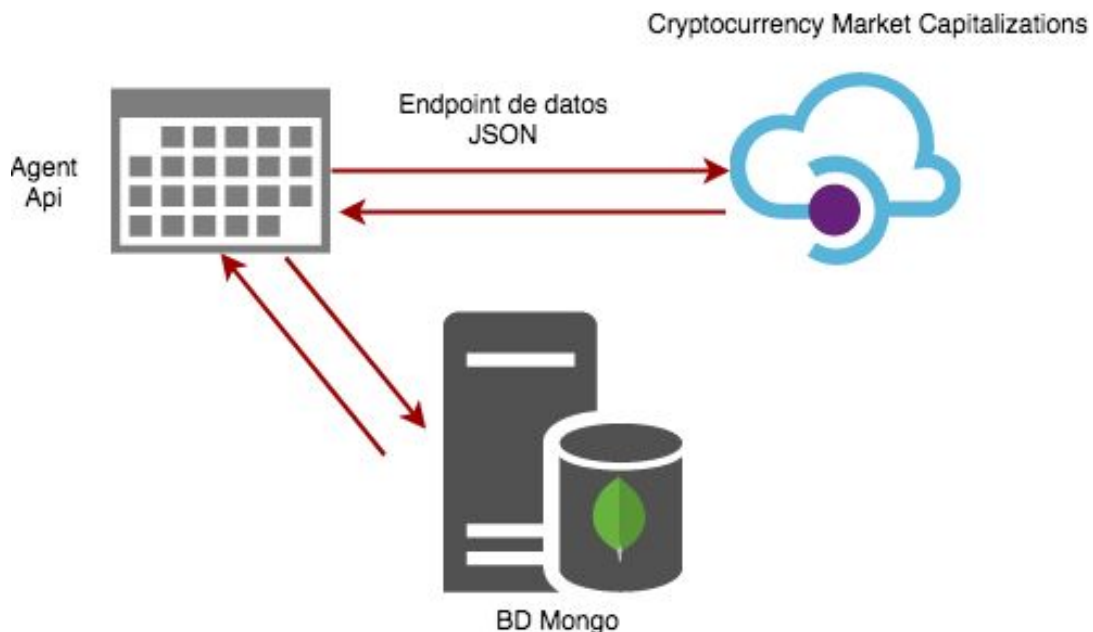 Cryptocurrency Market Capitalizations
Endpoint de datos
JSON
Agent
Api
BD Mongo